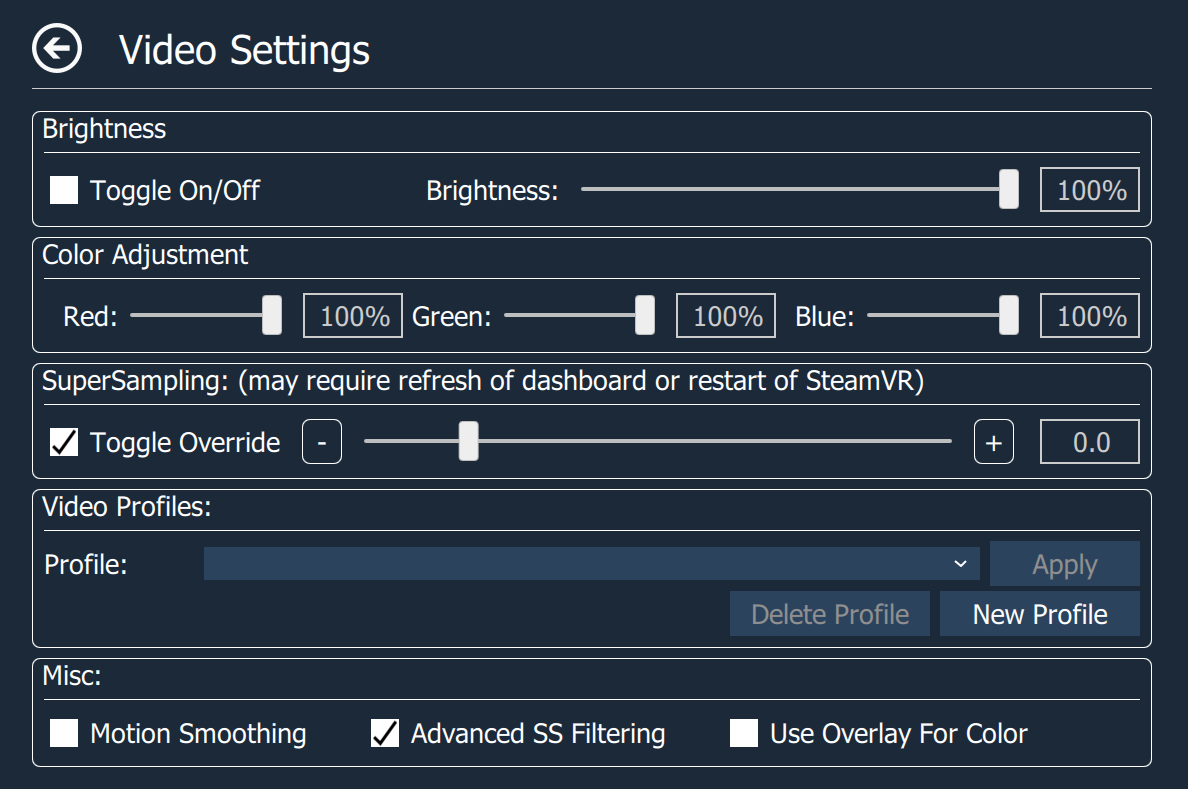 Video Settings
Brightness
Toggle On/Off Brightness: 100%
Color Adjustment
Red: 100% Green: 100% Blue: 100%
SuperSampling: (may require refresh of dashboard or restart of SteamVR)
Toggle Override - + 0.0
Video Profiles:
Profile: Apply
Delete Profile New Profile
Misc:
Motion Smoothing Advanced SS Filtering Use Overlay For Color